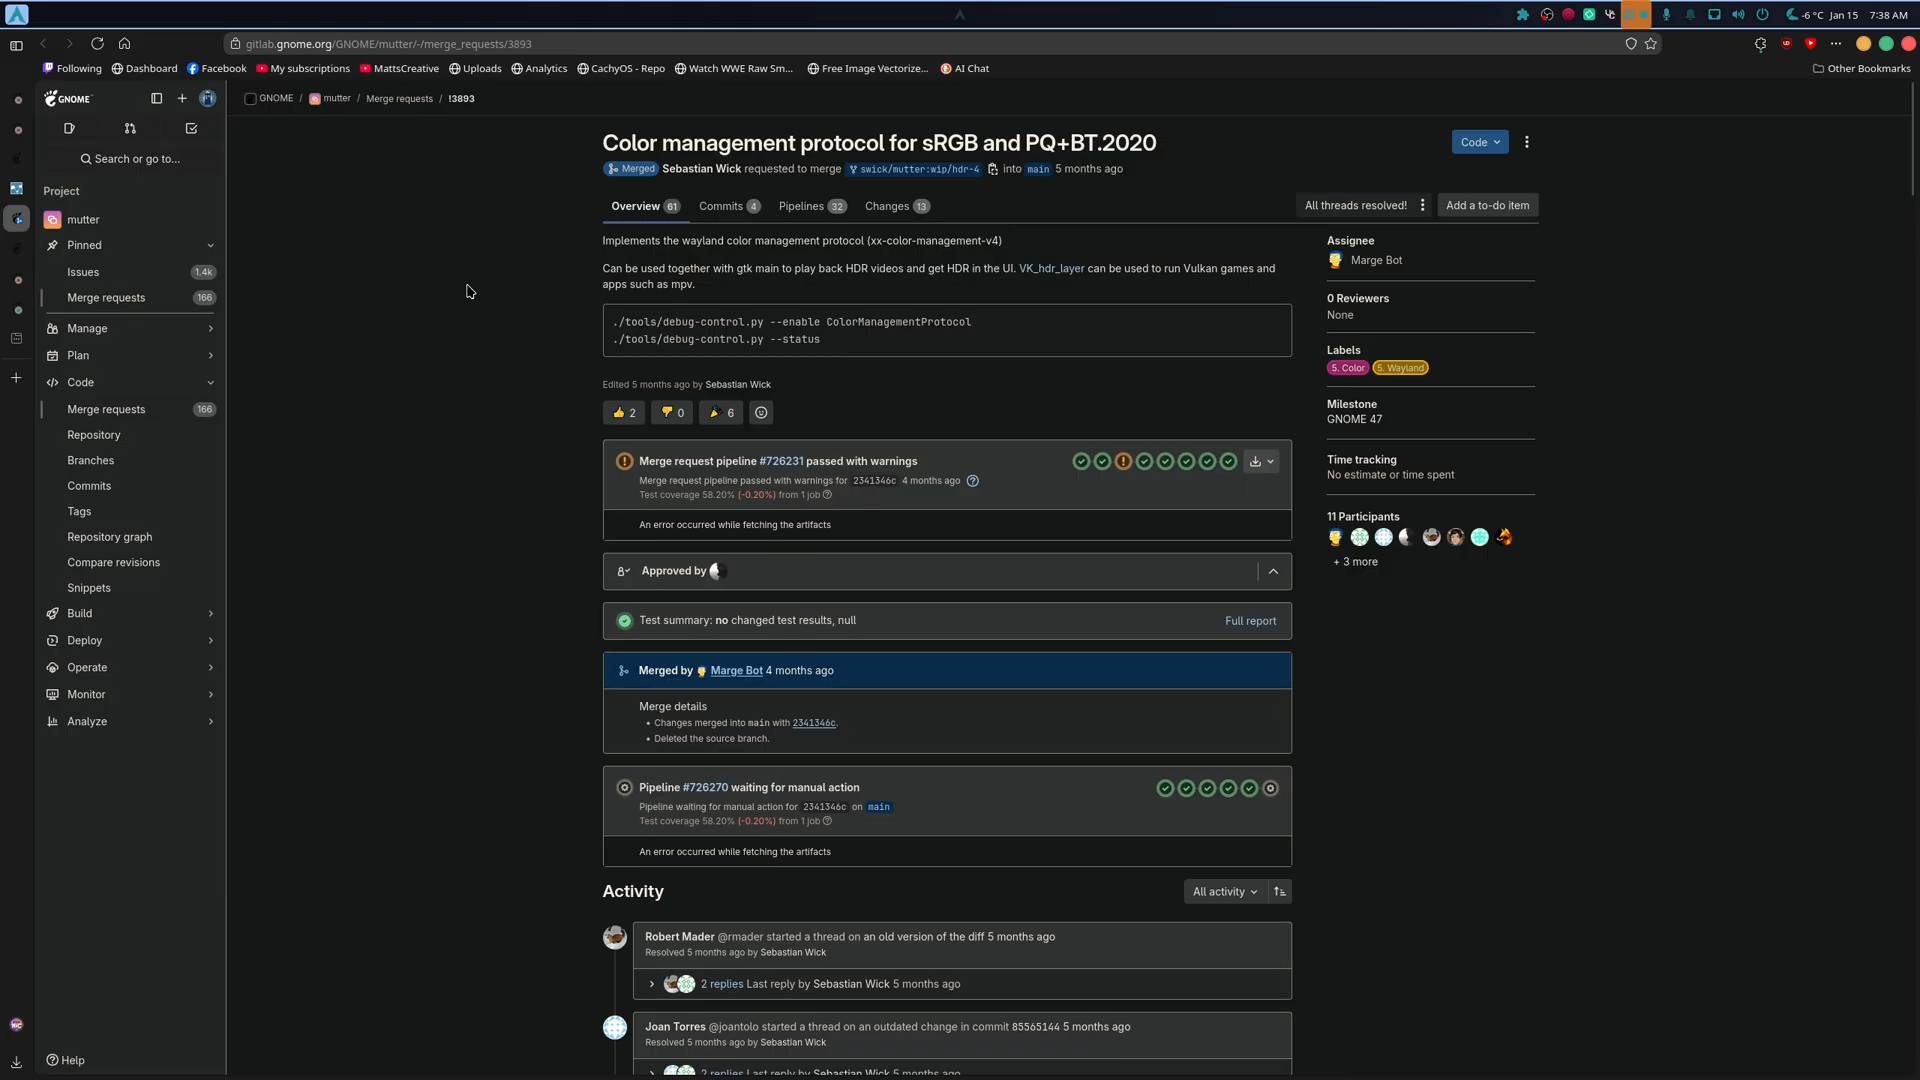 -6 °C Jan 15 7:38 AM
gitlab.gnome.org/GNOME/mutter/-/merge_requests/3893
Following
Dashboard
Facebook
My subscriptions
MattsCreative
Uploads
Analytics
CachyOS - Repo
Watch WWE Raw Sm...
Free Image Vectorize...
AI Chat
Other Bookmarks
GNOME
GNOME / mutter / Merge requests / !3893
Search or go to...
Project
mutter
Pinned
Issues 1.4k
Merge requests 166
Manage
Plan
Code
Merge requests 166
Repository
Branches
Commits
Tags
Repository graph
Compare revisions
Snippets
Build
Deploy
Operate
Monitor
Analyze
Help
Color management protocol for sRGB and PQ+BT.2020
Code
Merged Sebastian Wick requested to merge swick/mutter:wip/hdr-4 into main 5 months ago
Overview 61 Commits 4 Pipelines 32 Changes 13
All threads resolved! Add a to-do item
Implements the wayland color management protocol (xx-color-management-v4)
Can be used together with gtk main to play back HDR videos and get HDR in the UI. VK_hdr_layer can be used to run Vulkan games and
apps such as mpv.
./tools/debug-control.py --enable ColorManagementProtocol
./tools/debug-control.py --status
Edited 5 months ago by Sebastian Wick
2 0 6
Merge request pipeline #726231 passed with warnings
Merge request pipeline passed with warnings for 2341346c 4 months ago
Test coverage 58.20% (-0.20%) from 1 job
An error occurred while fetching the artifacts
Approved by
Test summary: no changed test results, null
Full report
Merged by Marge Bot 4 months ago
Merge details
• Changes merged into main with 2341346c.
• Deleted the source branch.
Pipeline #726270 waiting for manual action
Pipeline waiting for manual action for 2341346c on main
Test coverage 58.20% (-0.20%) from 1 job
An error occurred while fetching the artifacts
Activity
All activity
Robert Mader @rmader started a thread on an old version of the diff 5 months ago
Resolved 5 months ago by Sebastian Wick
2 replies Last reply by Sebastian Wick 5 months ago
Joan Torres @joantolo started a thread on an outdated change in commit 85565144 5 months ago
Resolved 5 months ago by Sebastian Wick
2 replies Last reply by Sebastian Wick 5 months ago
Assignee
Marge Bot
0 Reviewers
None
Labels
5. Color 5. Wayland
Milestone
GNOME 47
Time tracking
No estimate or time spent
11 Participants
+ 3 more